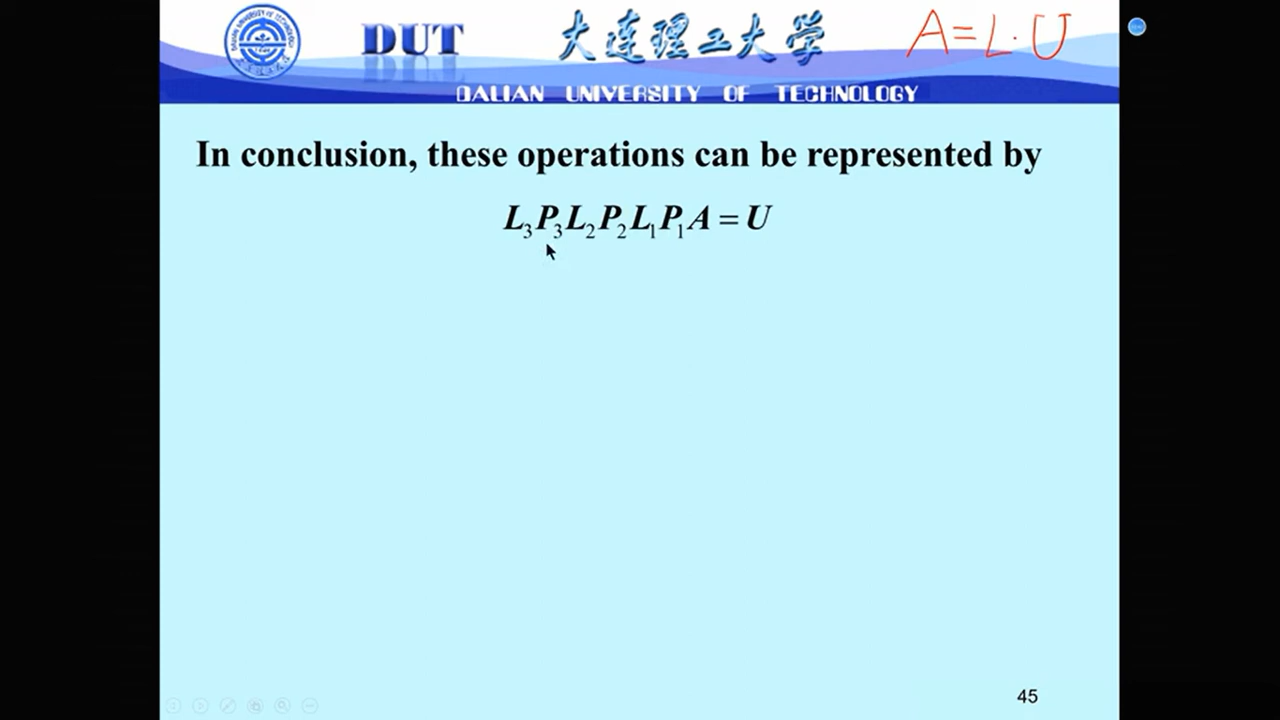 DUT 大连理工大学 A=L·U
DALIAN UNIVERSITY OF TECHNOLOGY
In conclusion, these operations can be represented by
L₃P₃L₂P₂L₁P₁A = U
45